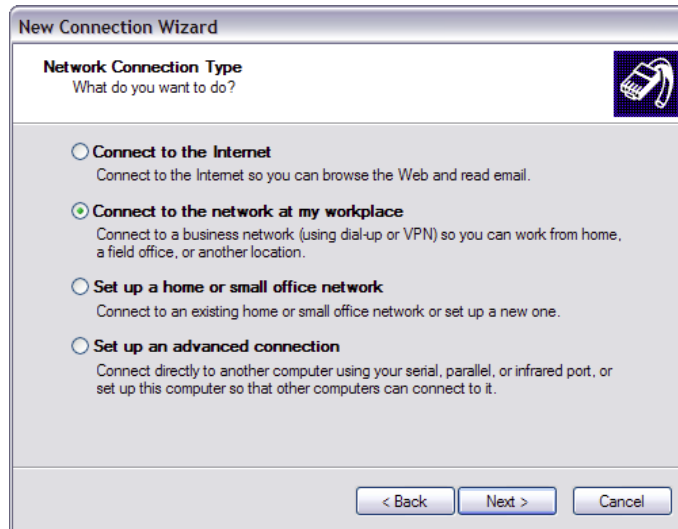 New Connection Wizard
Network Connection Type
What do you want to do?
Connect to the Internet
Connect to the Internet so you can browse the Web and read email.
Connect to the network at my workplace
Connect to a business network (using dial-up or VPN) so you can work from home,
a field office, or another location.
Set up a home or small office network
Connect to an existing home or small office network or set up a new one.
Set up an advanced connection
Connect directly to another computer using your serial, parallel, or infrared port, or
set up this computer so that other computers can connect to it.
< Back Next > Cancel